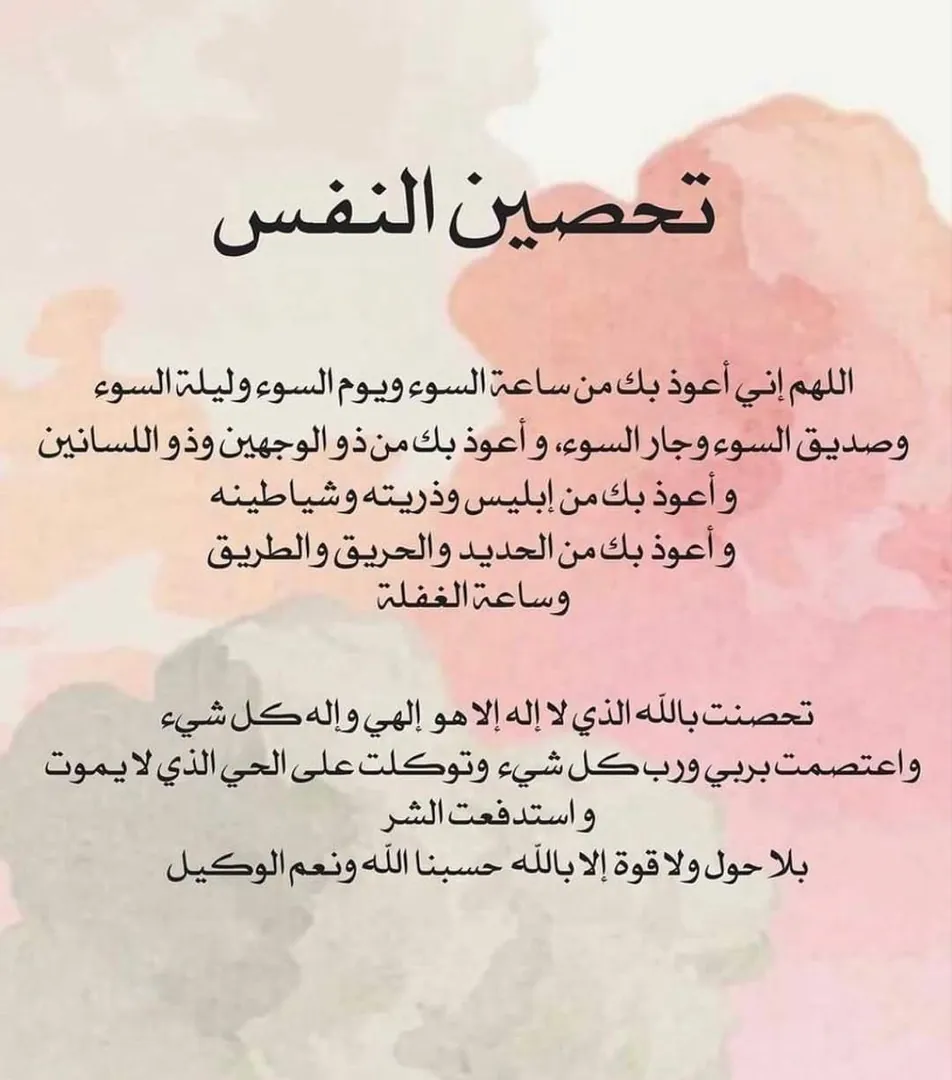 تحصين النفس
اللهم إني أعوذ بك من ساعة السوء ويوم السوء وليلة السوء
وصديق السوء وجار السوء، و أعوذ بك من ذو الوجهين وذو اللسانين
و أعوذ بك من إبليس وذريته وشياطينه
و أعوذ بك من الحديد والحريق والطريق
وساعة الغفلة
تحصنت بالله الذي لا إله إلا هو إلهي وإله كل شيء
واعتصمت بربي ورب كل شيء وتوكلت على الحي الذي لا يموت
و استدفعت الشر
بلا حول ولا قوة إلا بالله حسبنا الله ونعم الوكيل